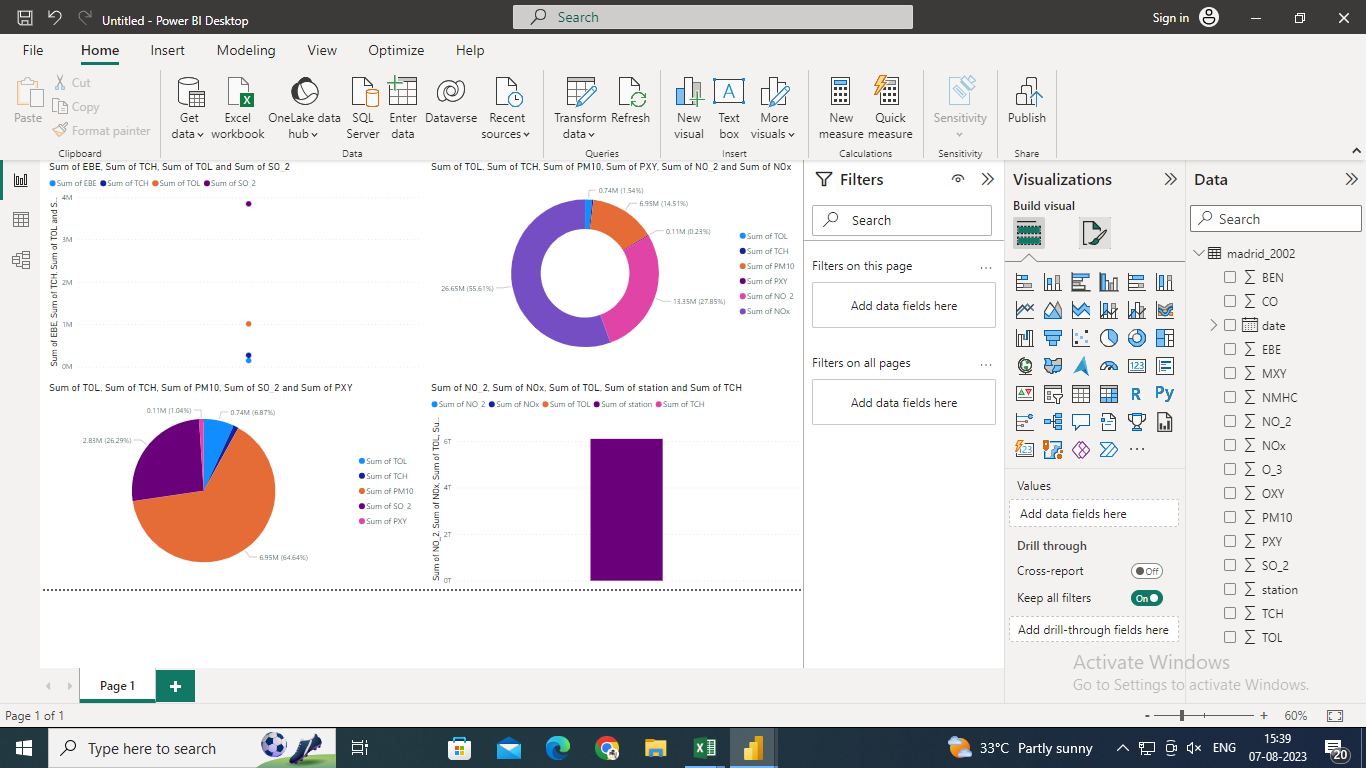 Untitled - Power BI Desktop
Search
Sign in
File Home Insert Modeling View Optimize Help
Paste
Cut
Copy
Format painter
Clipboard
Get data
Excel workbook
OneLake data hub
SQL Server
Enter data
Dataverse
Recent sources
Data
Transform data
Refresh
Queries
New visual
Text box
More visuals
Insert
New measure
Quick measure
Calculations
Sensitivity
Sensitivity
Publish
Share
Sum of EBE, Sum of TCH, Sum of TOL and Sum of SO_2
Sum of EBE Sum of TCH Sum of TOL Sum of SO_2
Sum of EBE, Sum of TCH, Sum of TOL and S...
4M
3M
2M
1M
0M
Sum of TOL, Sum of TCH, Sum of PM10, Sum of PXY, Sum of NO_2 and Sum of NOx
0.74M (1.54%)
6.95M (14.51%)
0.11M (0.23%)
13.35M (27.85%)
26.65M (55.61%)
Sum of TOL
Sum of TCH
Sum of PM10
Sum of PXY
Sum of NO_2
Sum of NOx
Sum of TOL, Sum of TCH, Sum of PM10, Sum of SO_2 and Sum of PXY
0.11M (1.04%)
0.74M (6.87%)
2.83M (26.29%)
6.95M (64.64%)
Sum of TOL
Sum of TCH
Sum of PM10
Sum of SO_2
Sum of PXY
Sum of NO_2, Sum of NOx, Sum of TOL, Sum of station and Sum of TCH
Sum of NO_2 Sum of NOx Sum of TOL Sum of station Sum of TCH
Sum of NO_2, Sum of NOx, Sum of TOL, Su...
6T
4T
2T
0T
Filters
Search
Filters on this page ...
Add data fields here
Filters on all pages ...
Add data fields here
Visualizations
Build visual
123
R
Py
123
...
Values
Add data fields here
Drill through
Cross-report
Off
Keep all filters
On
Add drill-through fields here
Data
Search
madrid_2002
BEN
CO
date
EBE
MXY
NMHC
NO_2
NOx
O_3
OXY
PM10
PXY
SO_2
station
TCH
TOL
Activate Windows
Go to Settings to activate Windows.
Page 1
+
Page 1 of 1
- + 60%
Type here to search
33°C Partly sunny
ENG
15:39
07-08-2023
20